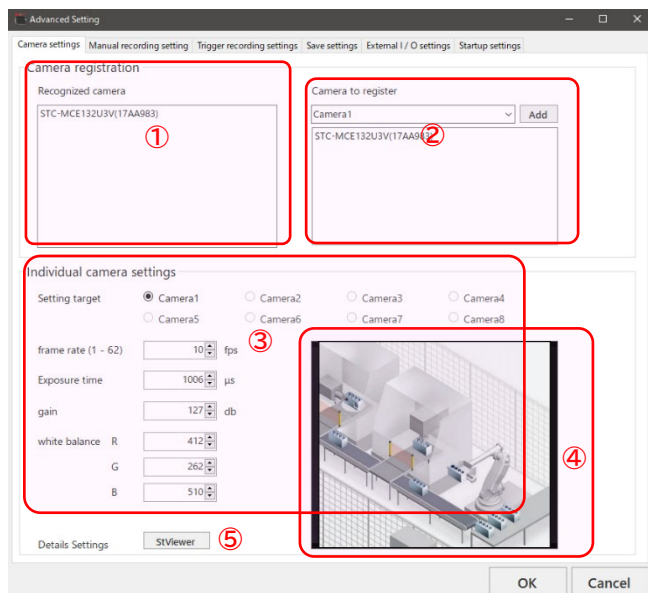 Advanced Setting
Camera settings Manual recording setting Trigger recording settings Save settings External I / O settings Startup settings
Camera registration
Recognized camera
STC-MCE132U3V(17AA983)
①
Camera to register
Camera1 Add
STC-MCE132U3V(17AA983)
②
Individual camera settings
Setting target Camera1 Camera2 Camera3 Camera4
Camera5 Camera6 Camera7 Camera8
③
frame rate (1 - 62) 10 fps
Exposure time 1006 μs
gain 127 db
white balance R 412
G 262
B 510
④
Details Settings StViewer ⑤
OK Cancel